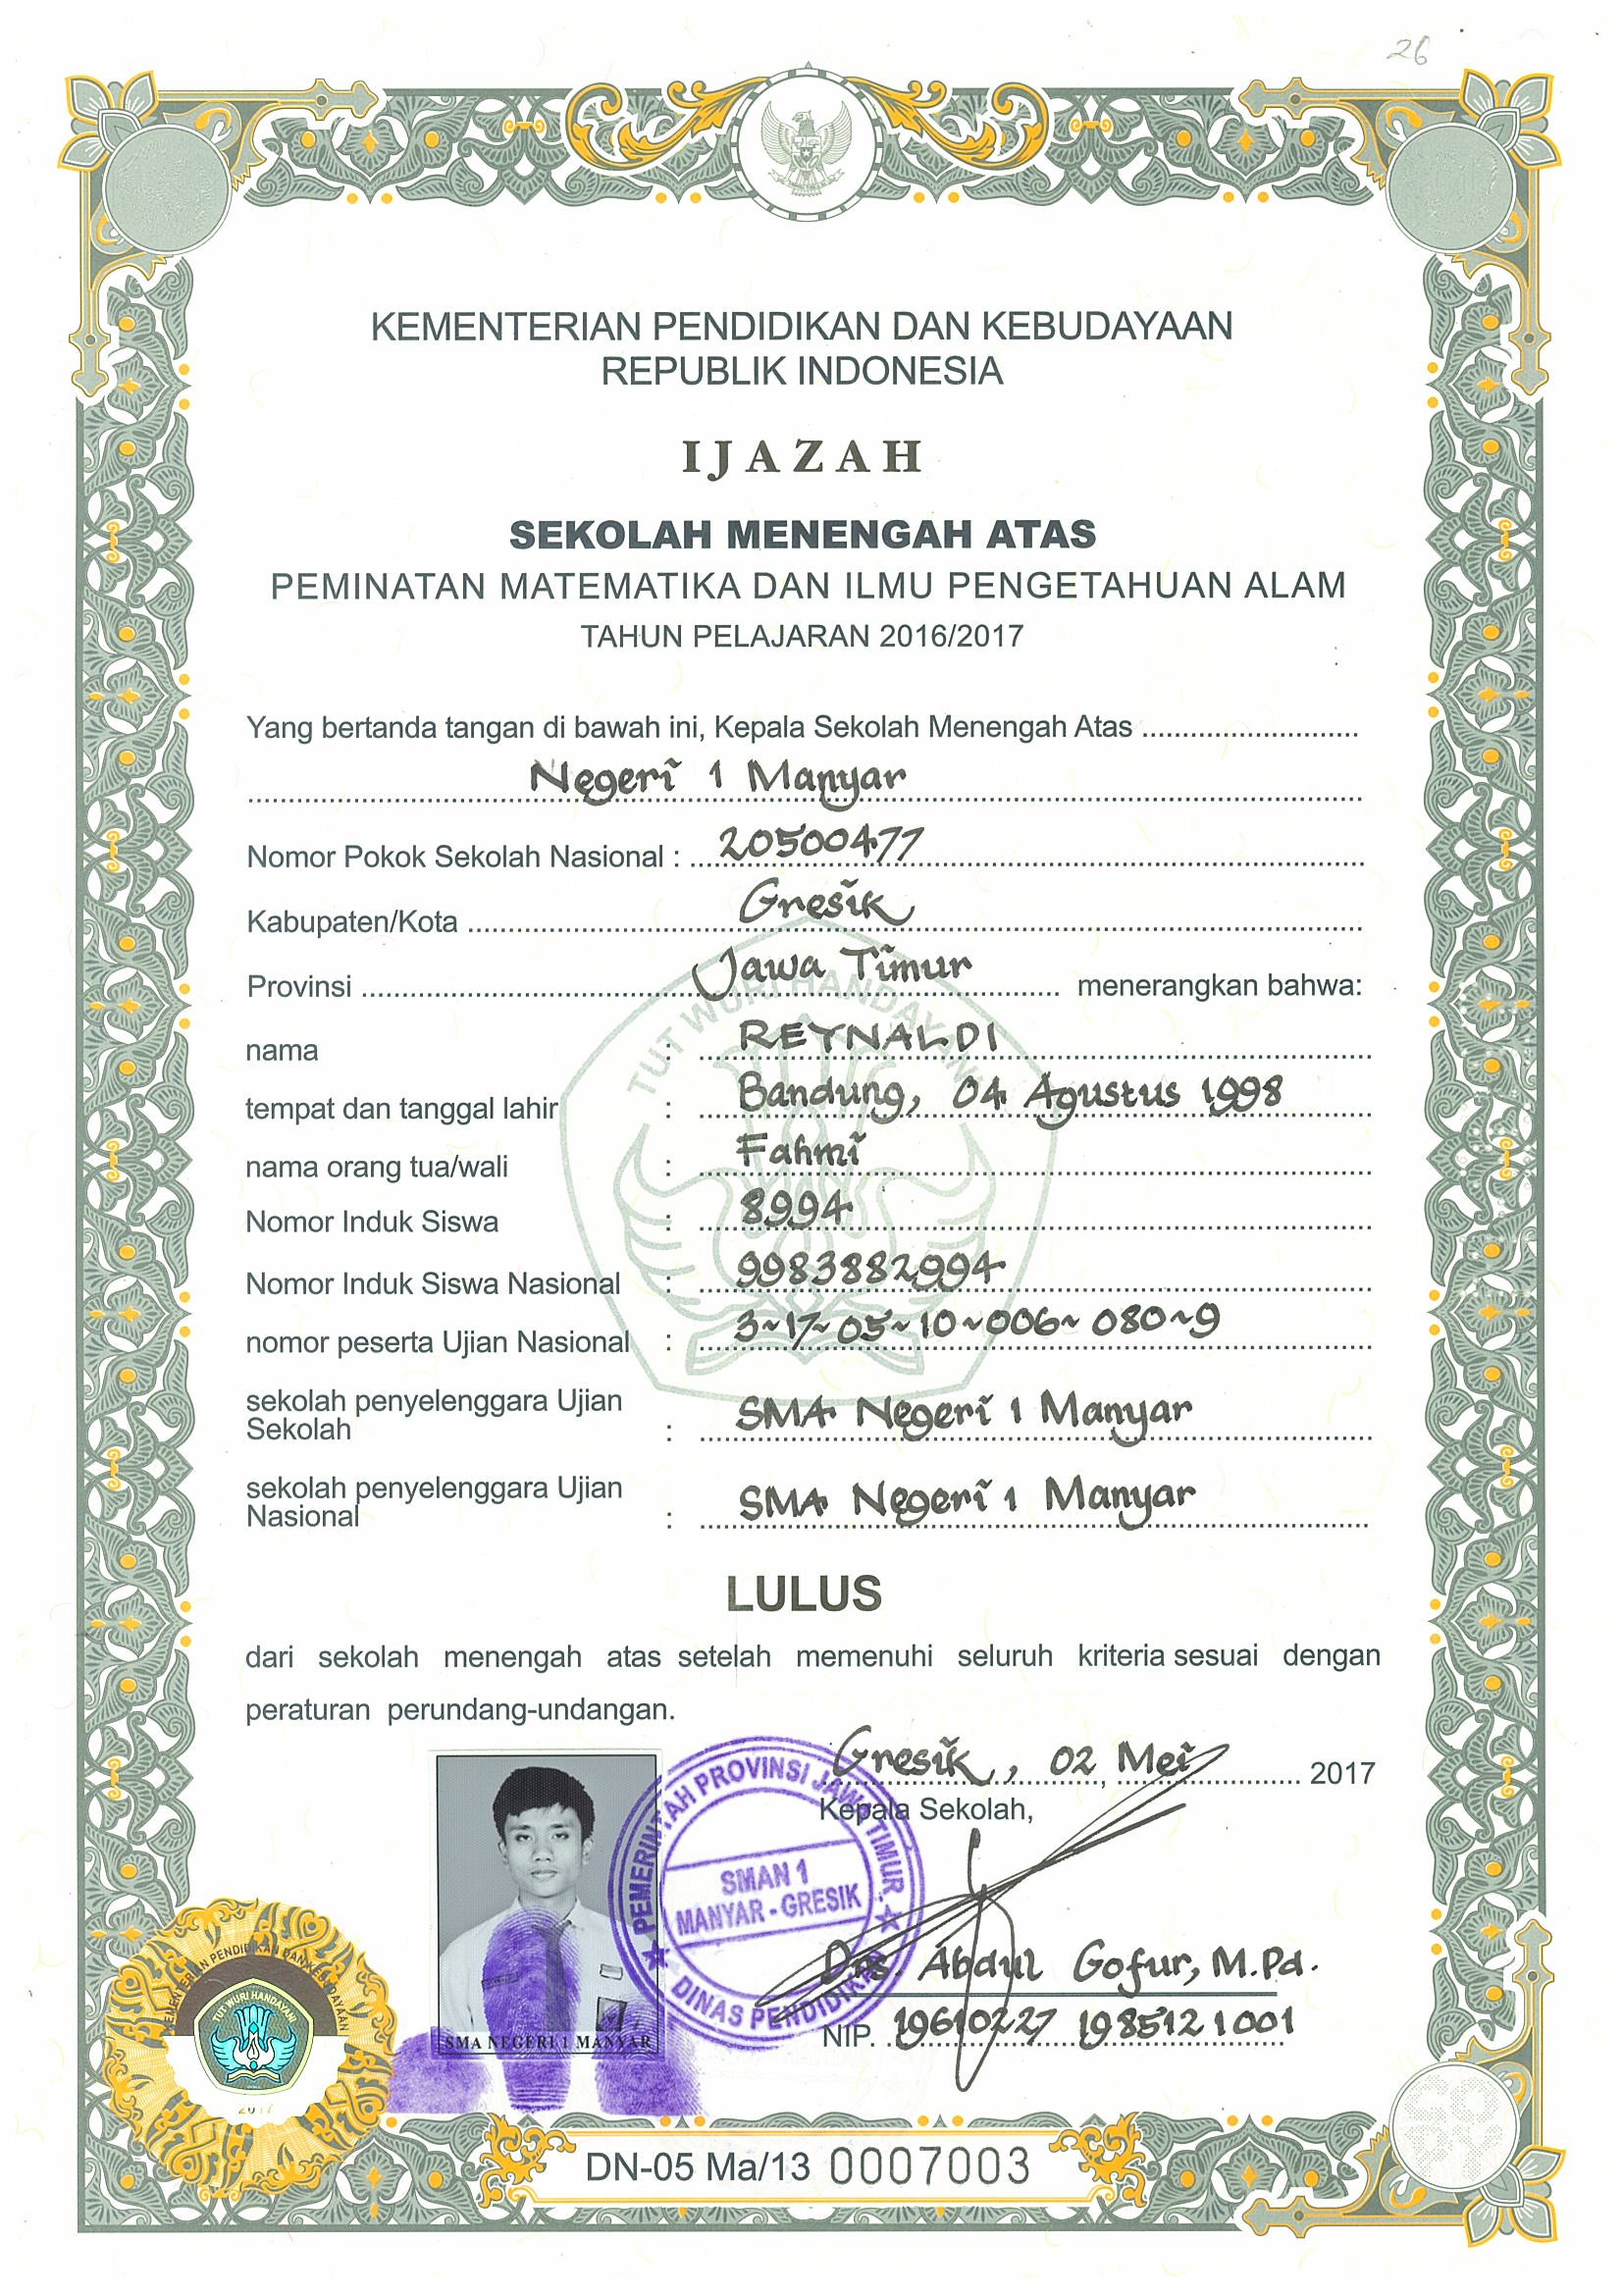 26
KEMENTERIAN PENDIDIKAN DAN KEBUDAYAAN
REPUBLIK INDONESIA
IJAZAH
SEKOLAH MENENGAH ATAS
PEMINATAN MATEMATIKA DAN ILMU PENGETAHUAN ALAM
TAHUN PELAJARAN 2016/2017
Yang bertanda tangan di bawah ini, Kepala Sekolah Menengah Atas
Negeri 1 Manyar
Nomor Pokok Sekolah Nasional : 20500477
Kabupaten/Kota Gresik
Provinsi Jawa Timur menerangkan bahwa:
TUT WURI HANDAYANI
nama : REYNALDI
tempat dan tanggal lahir : Bandung, 04 Agustus 1998
nama orang tua/wali : Fahmi
Nomor Induk Siswa : 8994
Nomor Induk Siswa Nasional : 9983882994
nomor peserta Ujian Nasional : 3~17~05~10~006~080~9
sekolah penyelenggara Ujian
Sekolah : SMA Negeri 1 Manyar
sekolah penyelenggara Ujian
Nasional : SMA Negeri 1 Manyar
LULUS
dari sekolah menengah atas setelah memenuhi seluruh kriteria sesuai dengan
peraturan perundang-undangan.
Gresik, 02 Mei 2017
Kepala Sekolah,
PEMERINTAH PROVINSI JAWA TIMUR
SMAN 1
MANYAR - GRESIK
DINAS PENDIDIKAN
Drs. Abdul Gofur, M.Pd.
NIP. 19610227 198512 1 001
SMA NEGERI 1 MANYAR
KEMENTERIAN PENDIDIKAN DAN KEBUDAYAAN
TUT WURI HANDAYANI
2017
DN-05 Ma/13 0007003
COPY